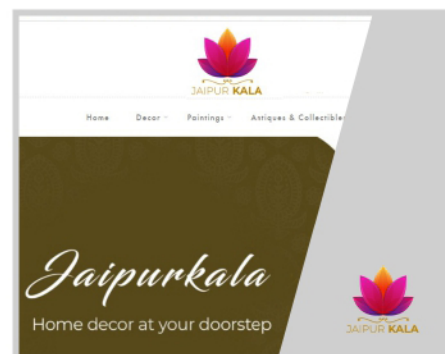 JAIPUR KALA
Home Decor Paintings Antiques & Collectibles
Jaipurkala
Home decor at your doorstep
JAIPUR KALA